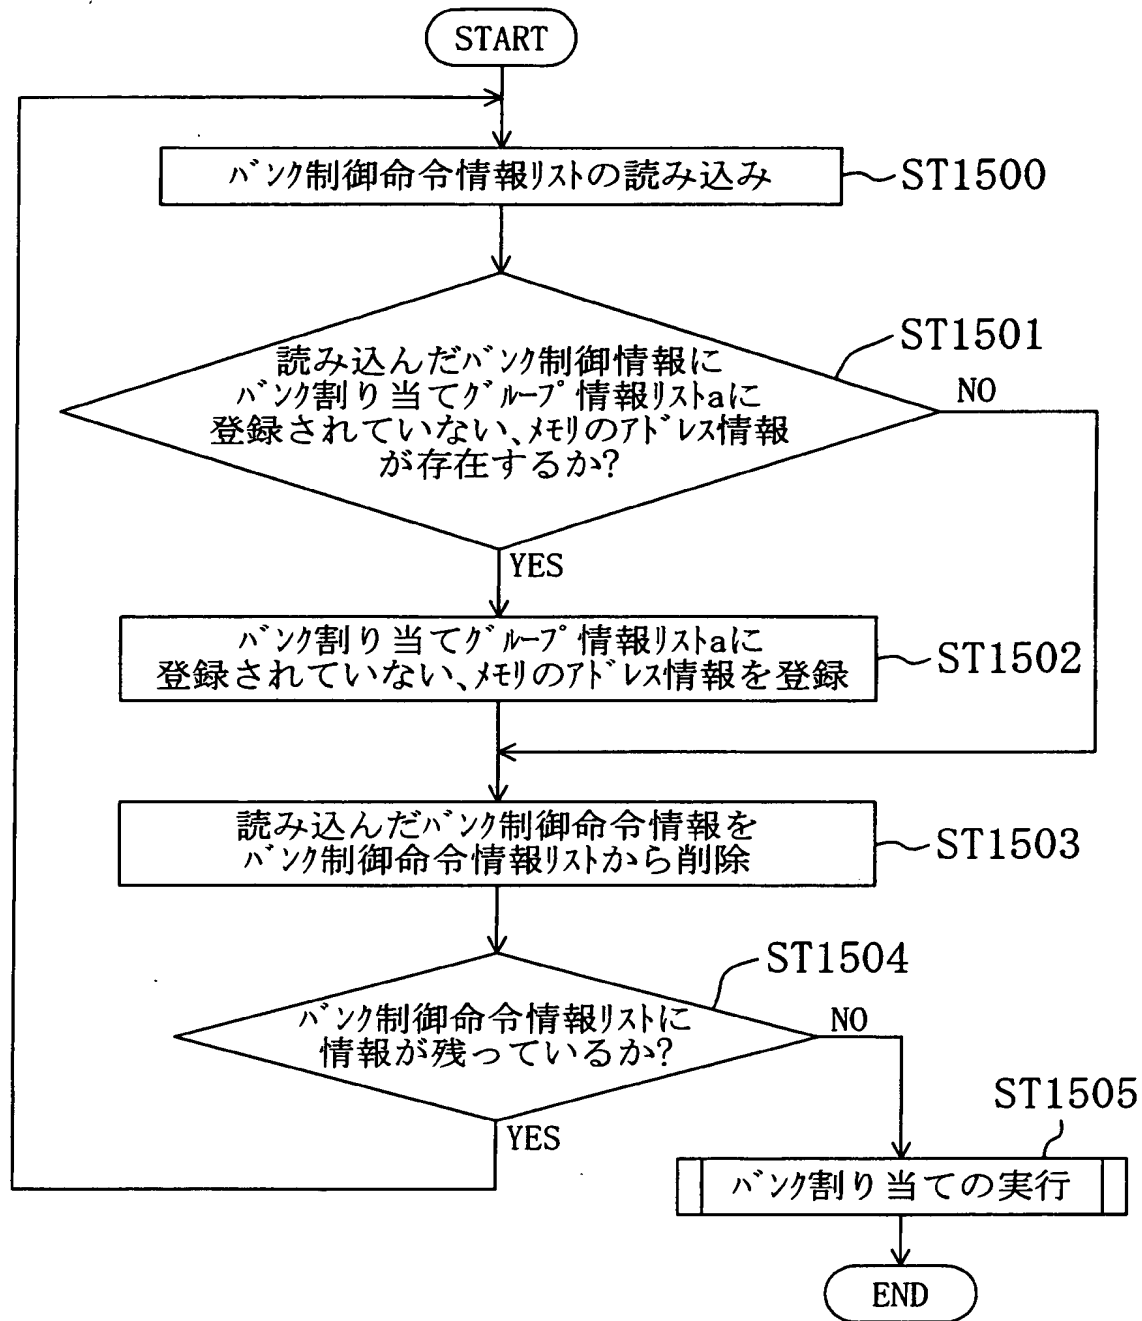 START
バンク制御命令情報リストの読み込み
ST1500
読み込んだバンク制御情報に
バンク割り当てグループ情報リストaに
登録されていない、メモリのアドレス情報
が存在するか?
ST1501
NO
YES
バンク割り当てグループ情報リストaに
登録されていない、メモリのアドレス情報を登録
ST1502
読み込んだバンク制御命令情報を
バンク制御命令情報リストから削除
ST1503
バンク制御命令情報リストに
情報が残っているか?
ST1504
NO
YES
ST1505
バンク割り当ての実行
END